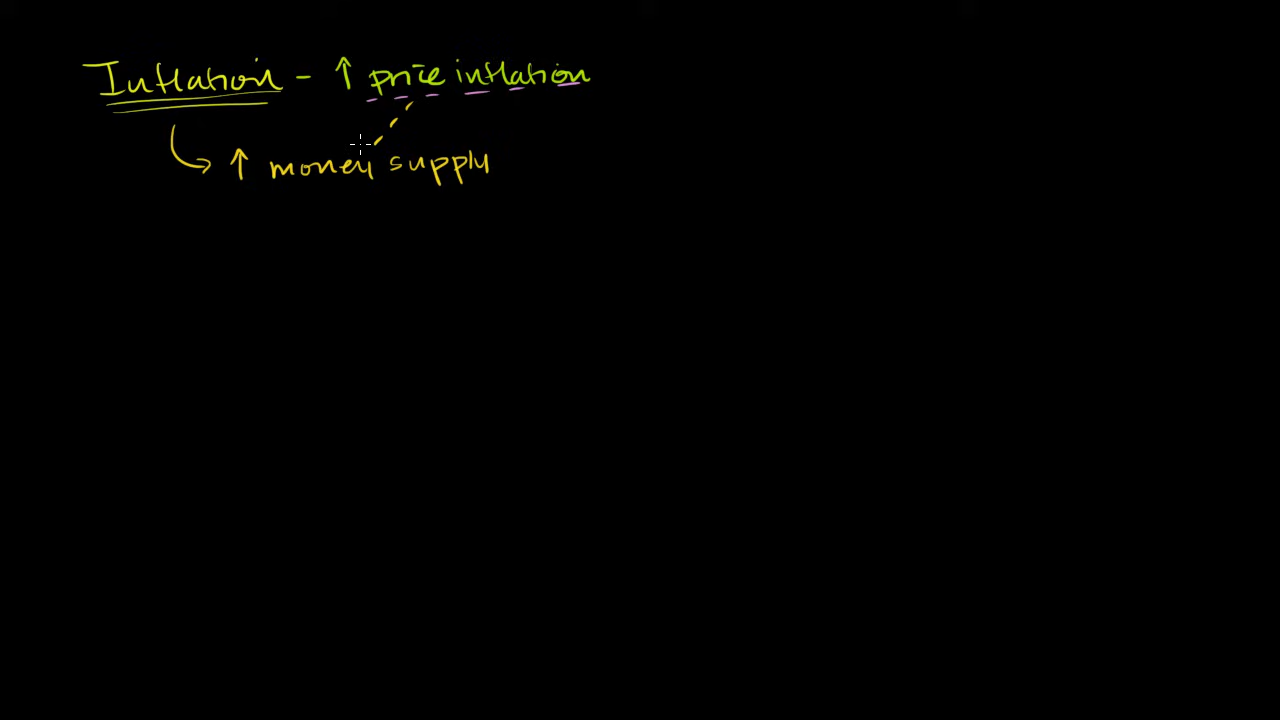 Inflation - ↑ price inflation
↑ money supply